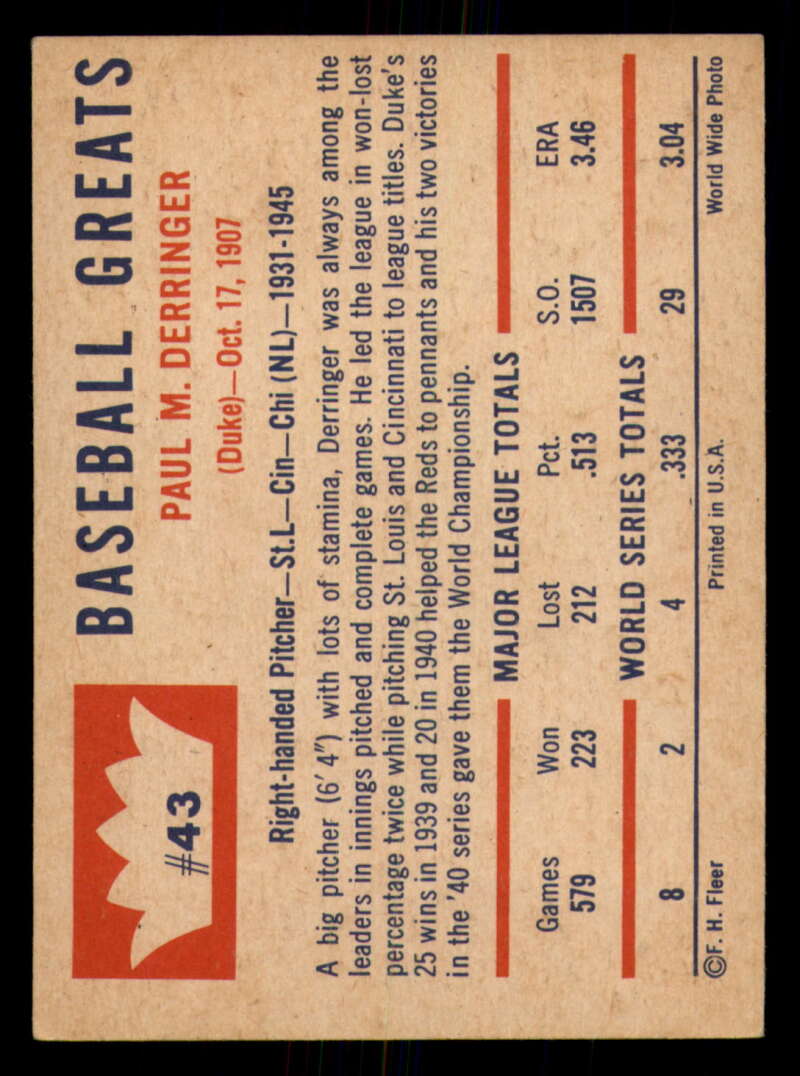 #43
BASEBALL GREATS
PAUL M. DERRINGER
(Duke)—Oct. 17, 1907
Right-handed Pitcher—St.L—Cin—Chi (NL)—1931-1945
A big pitcher (6′ 4″) with lots of stamina, Derringer was always among the
leaders in innings pitched and complete games. He led the league in won-lost
percentage twice while pitching St. Louis and Cincinnati to league titles. Duke's
25 wins in 1939 and 20 in 1940 helped the Reds to pennants and his two victories
in the '40 series gave them the World Championship.
MAJOR LEAGUE TOTALS
Games Won Lost Pct. S.O. ERA
579 223 212 .513 1507 3.46
WORLD SERIES TOTALS
8 2 4 .333 29 3.04
©F. H. Fleer Printed in U.S.A. World Wide Photo